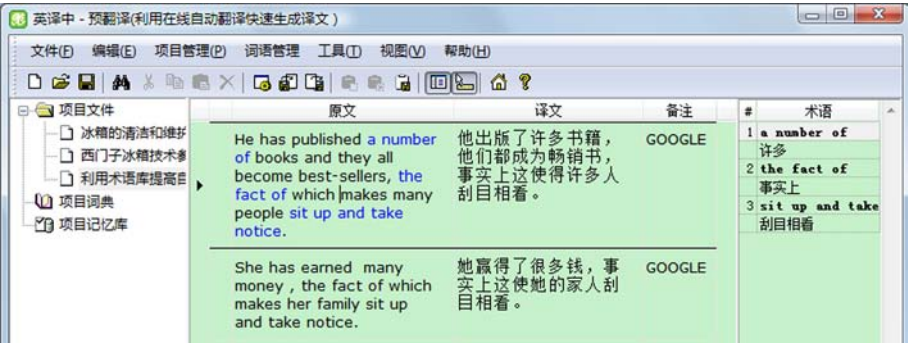 英译中 - 预翻译(利用在线自动翻译快速生成译文)
文件(F) 编辑(E) 项目管理(P) 词语管理 工具(T) 视图(V) 帮助(H)
项目文件
冰箱的清洁和维护
西门子冰箱技术参
利用术语库提高自
项目词典
项目记忆库
原文 译文 备注
He has published a number
of books and they all
become best-sellers, the
fact of which makes many
people sit up and take
notice.
他出版了许多书籍，
他们都成为畅销书，
事实上这使得许多人
刮目相看。
GOOGLE
She has earned many
money , the fact of which
makes her family sit up
and take notice.
她赢得了很多钱，事
实上这使她的家人刮
目相看。
GOOGLE
# 术语
1 a number of
许多
2 the fact of
事实上
3 sit up and take
刮目相看